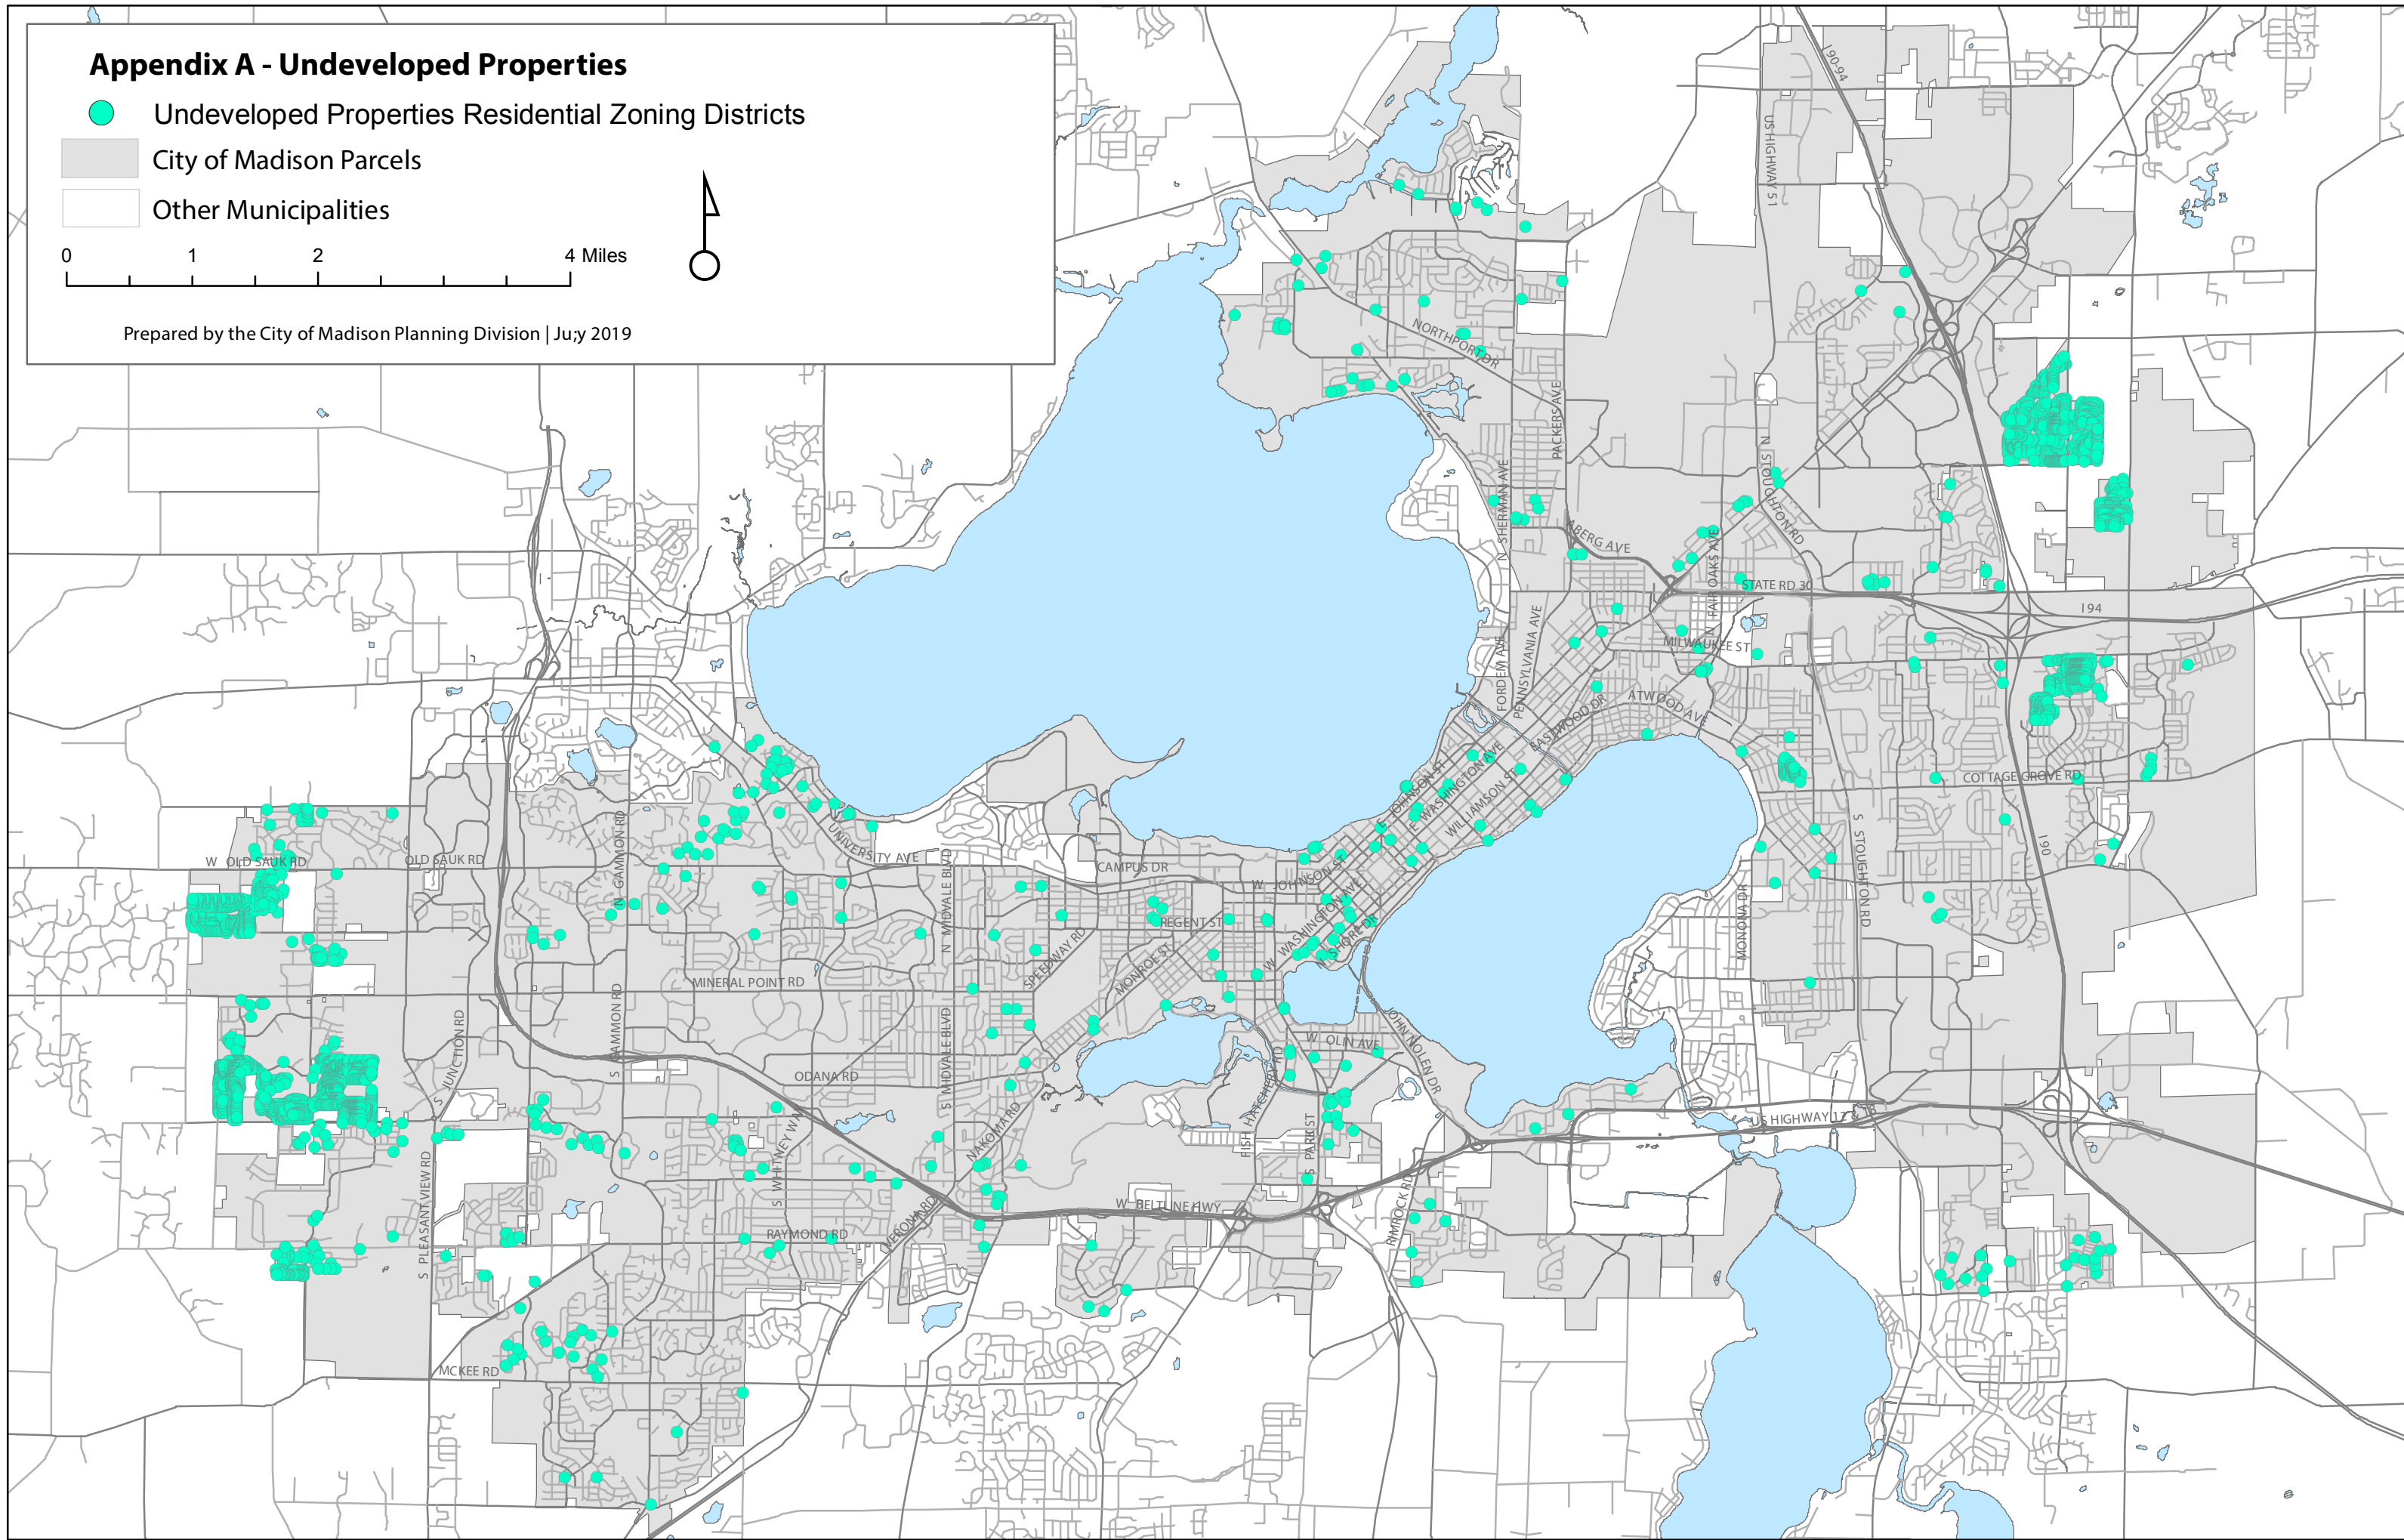 Appendix A - Undeveloped Properties
Undeveloped Properties Residential Zoning Districts
City of Madison Parcels
Other Municipalities
0 1 2 4 Miles
Prepared by the City of Madison Planning Division | Ju;y 2019
I 90-94
US HIGHWAY 51
NORTHPORT DR
PACKERS AVE
N SHERMAN AVE
N STOUGHTON RD
ABERG AVE
N FAIR OAKS AVE
STATE RD 30
I 94
MILWAUKEE ST
FORDEM AVE
PENNSYLVANIA AVE
ATWOOD AVE
EASTWOOD DR
E JOHNSON ST
E WASHINGTON AVE
WILLIAMSON ST
COTTAGE GROVE RD
S STOUGHTON RD
I 90
MONONA DR
W OLD SAUK RD
OLD SAUK RD
N GAMMON RD
UNIVERSITY AVE
N MIDVALE BLVD
CAMPUS DR
W JOHNSON ST
REGENT ST
W WASHINGTON AVE
N SHORE DR
SPEEDWAY RD
MONROE ST
MINERAL POINT RD
S GAMMON RD
S JUNCTION RD
S MIDVALE BLVD
ODANA RD
W OLIN AVE
JOHN NOLEN DR
FISH HATCHERY RD
S PARK ST
NAKOMA RD
S WHITNEY WAY
US HIGHWAY 12 & 18
S PLEASANT VIEW RD
W BELTLINE HWY
RAYMOND RD
VERONA RD
RIMROCK RD
MCKEE RD